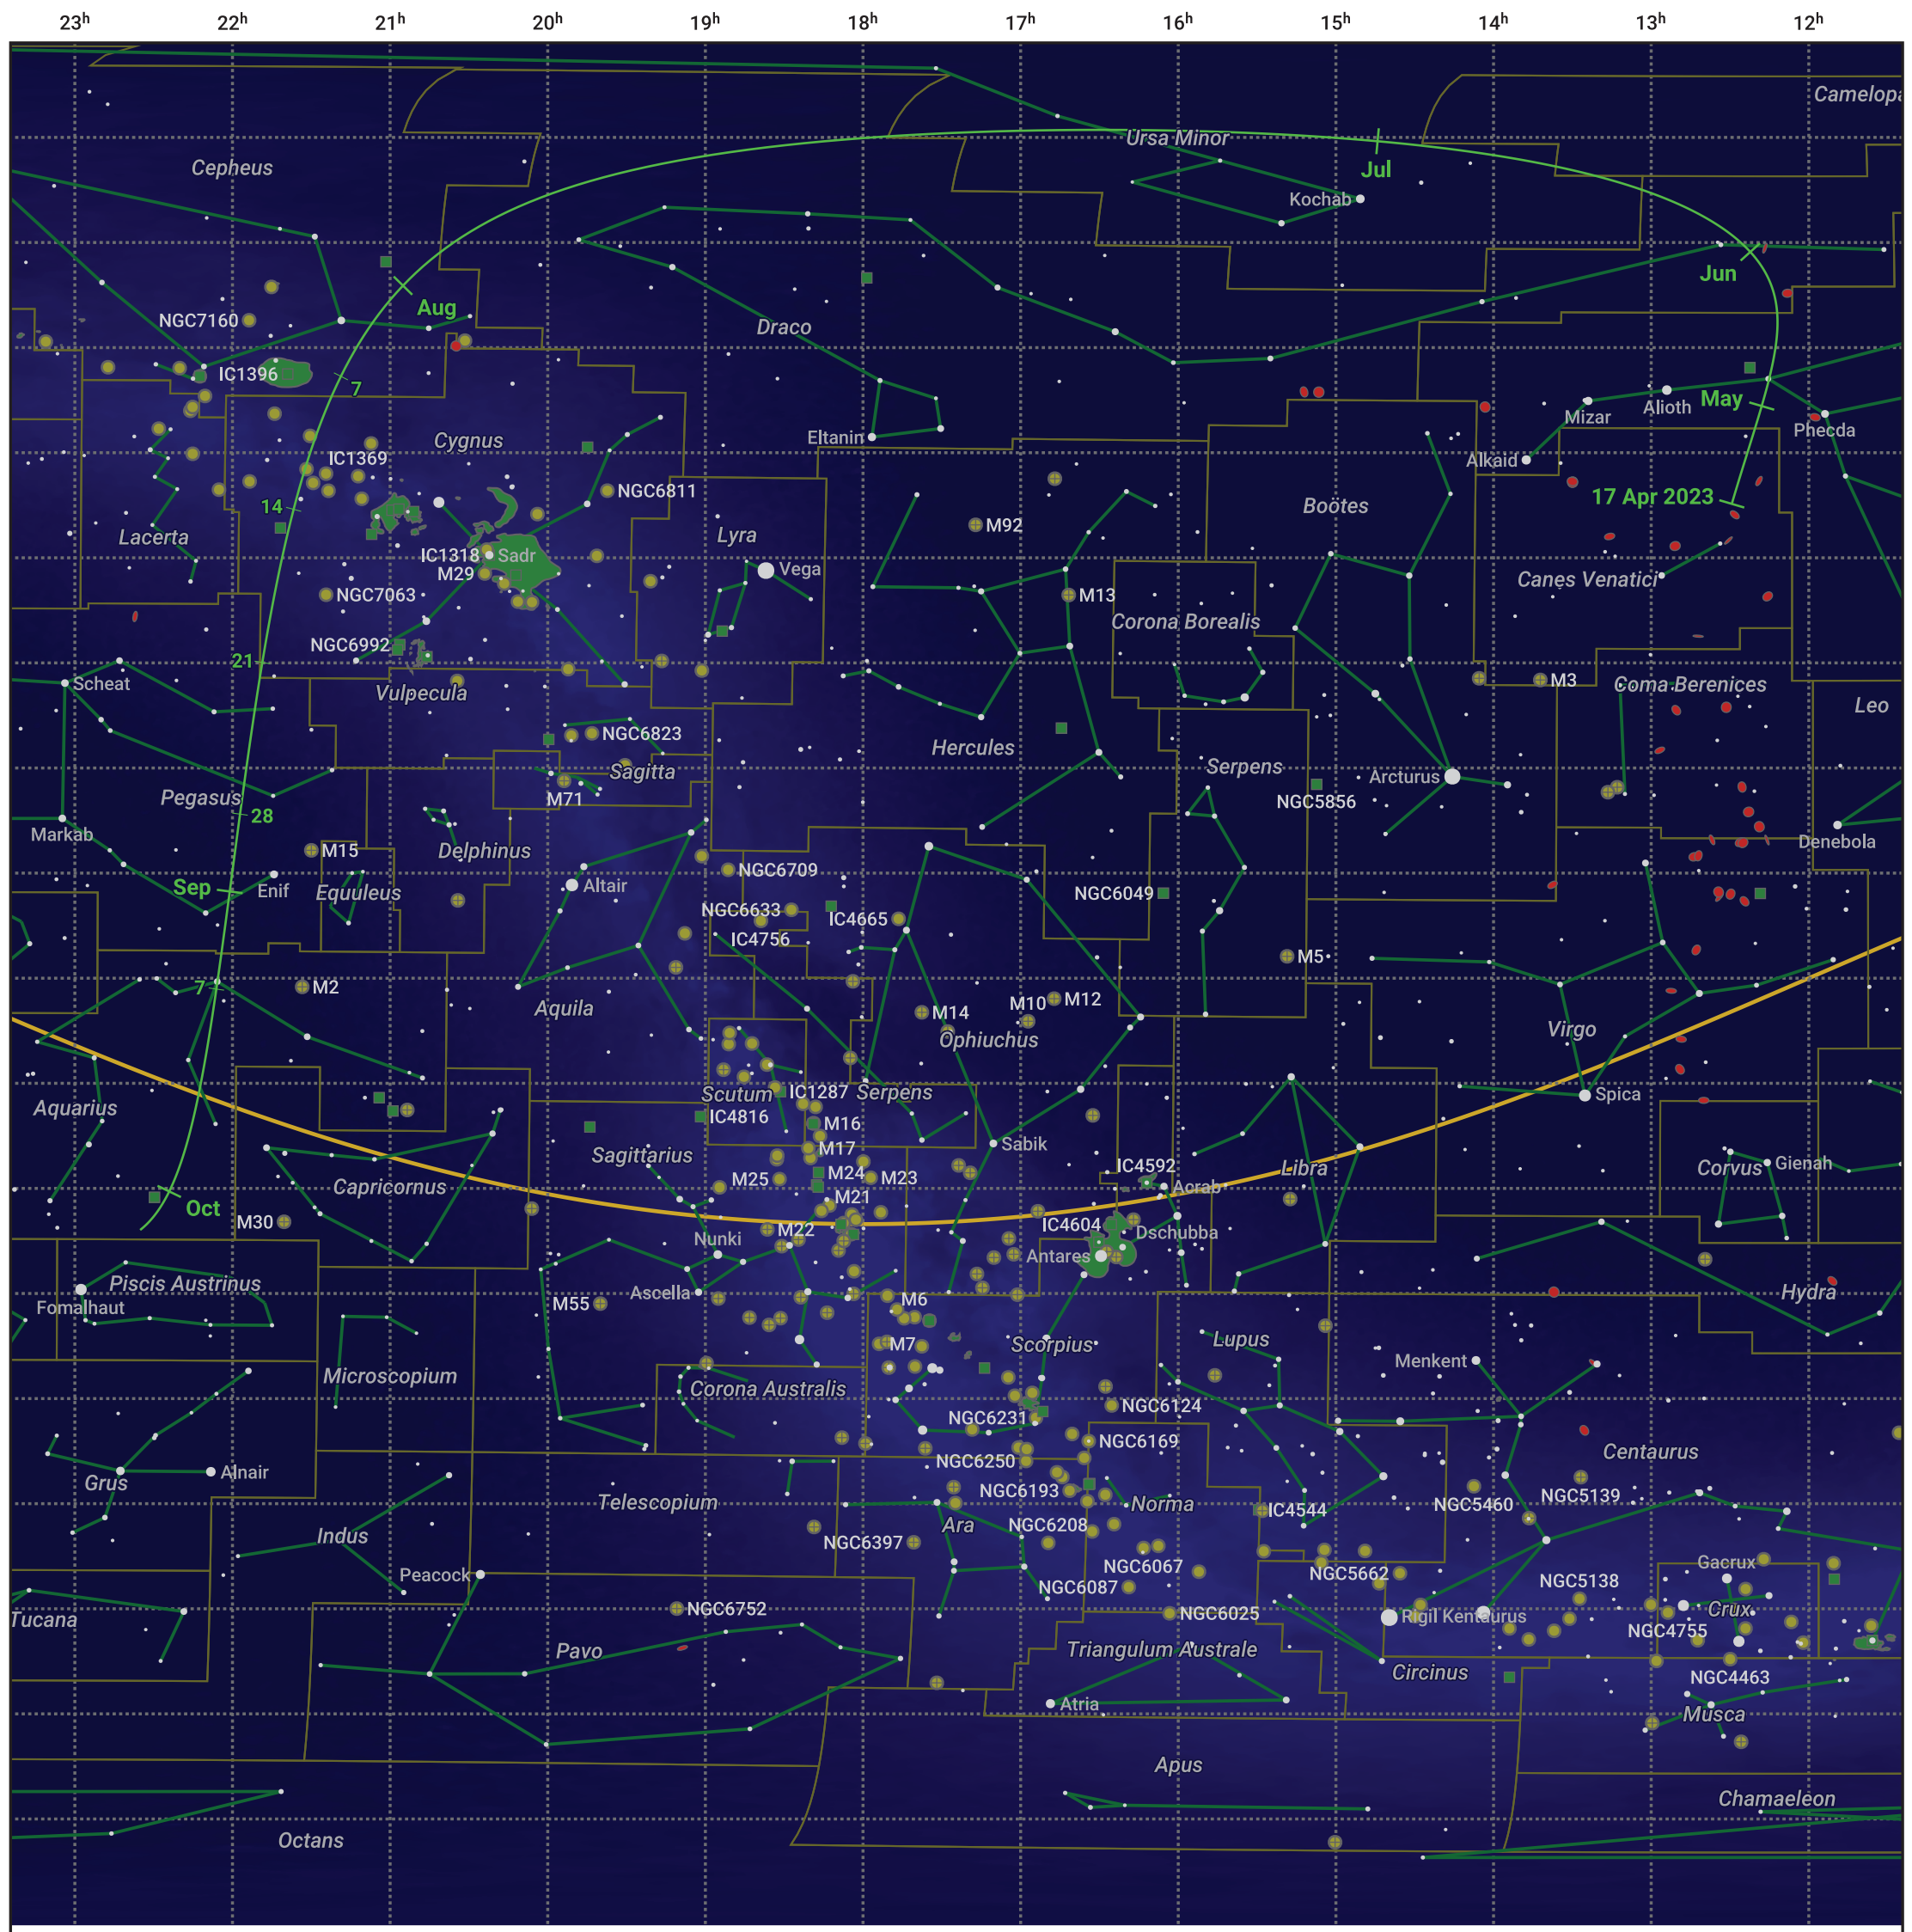 23h 22h 21h 20h 19h 18h 17h 16h 15h 14h 13h 12h
Camelopa
Ursa Minor
Cepheus
Jul
Kochab
Jun
Aug
NGC7160
Draco
IC1396
7
May
Alioth
Mizar
Phecda
Eltanin
Cygnus
IC1369
Alkaid
NGC6811
17 Apr 2023
14
Boötes
M92
Lacerta
Lyra
IC1318
Sadr
Vega
M29
Canes Venatici
NGC7063
M13
Corona Borealis
NGC6992
21
Scheat
M3
Coma Berenices
Vulpecula
Leo
NGC6823
Hercules
Sagitta
Serpens
Arcturus
Pegasus
M71
NGC5856
28
Markab
Denebola
M15
Delphinus
NGC6709
Sep
Enif
Equuleus
Altair
NGC6049
NGC6633
IC4665
IC4756
M5
7
M2
M10
M12
Aquila
M14
Ophiuchus
Virgo
Scutum
IC1287
Serpens
Spica
Aquarius
IC4816
M16
Sabik
M17
Sagittarius
IC4592
Libra
Corvus
Gienah
M24
M25
M23
Capricornus
Acrab
M21
Oct
M30
M22
IC4604
Dschubba
Nunki
Antares
Piscis Austrinus
Ascella
Hydra
Fomalhaut
M55
M6
M7
Scorpius
Lupus
Menkent
Microscopium
Corona Australis
NGC6124
NGC6231
NGC6169
Centaurus
NGC6250
Alnair
Grus
NGC6193
NGC5139
Telescopium
Norma
NGC5460
IC4544
Ara
NGC6208
Indus
NGC6397
Gacrux
NGC6067
Peacock
NGC5662
NGC5138
NGC6087
NGC6752
NGC6025
Rigil Kentaurus
Crux
Tucana
NGC4755
Pavo
Triangulum Australe
Circinus
NGC4463
Atria
Musca
Apus
Chamaeleon
Octans